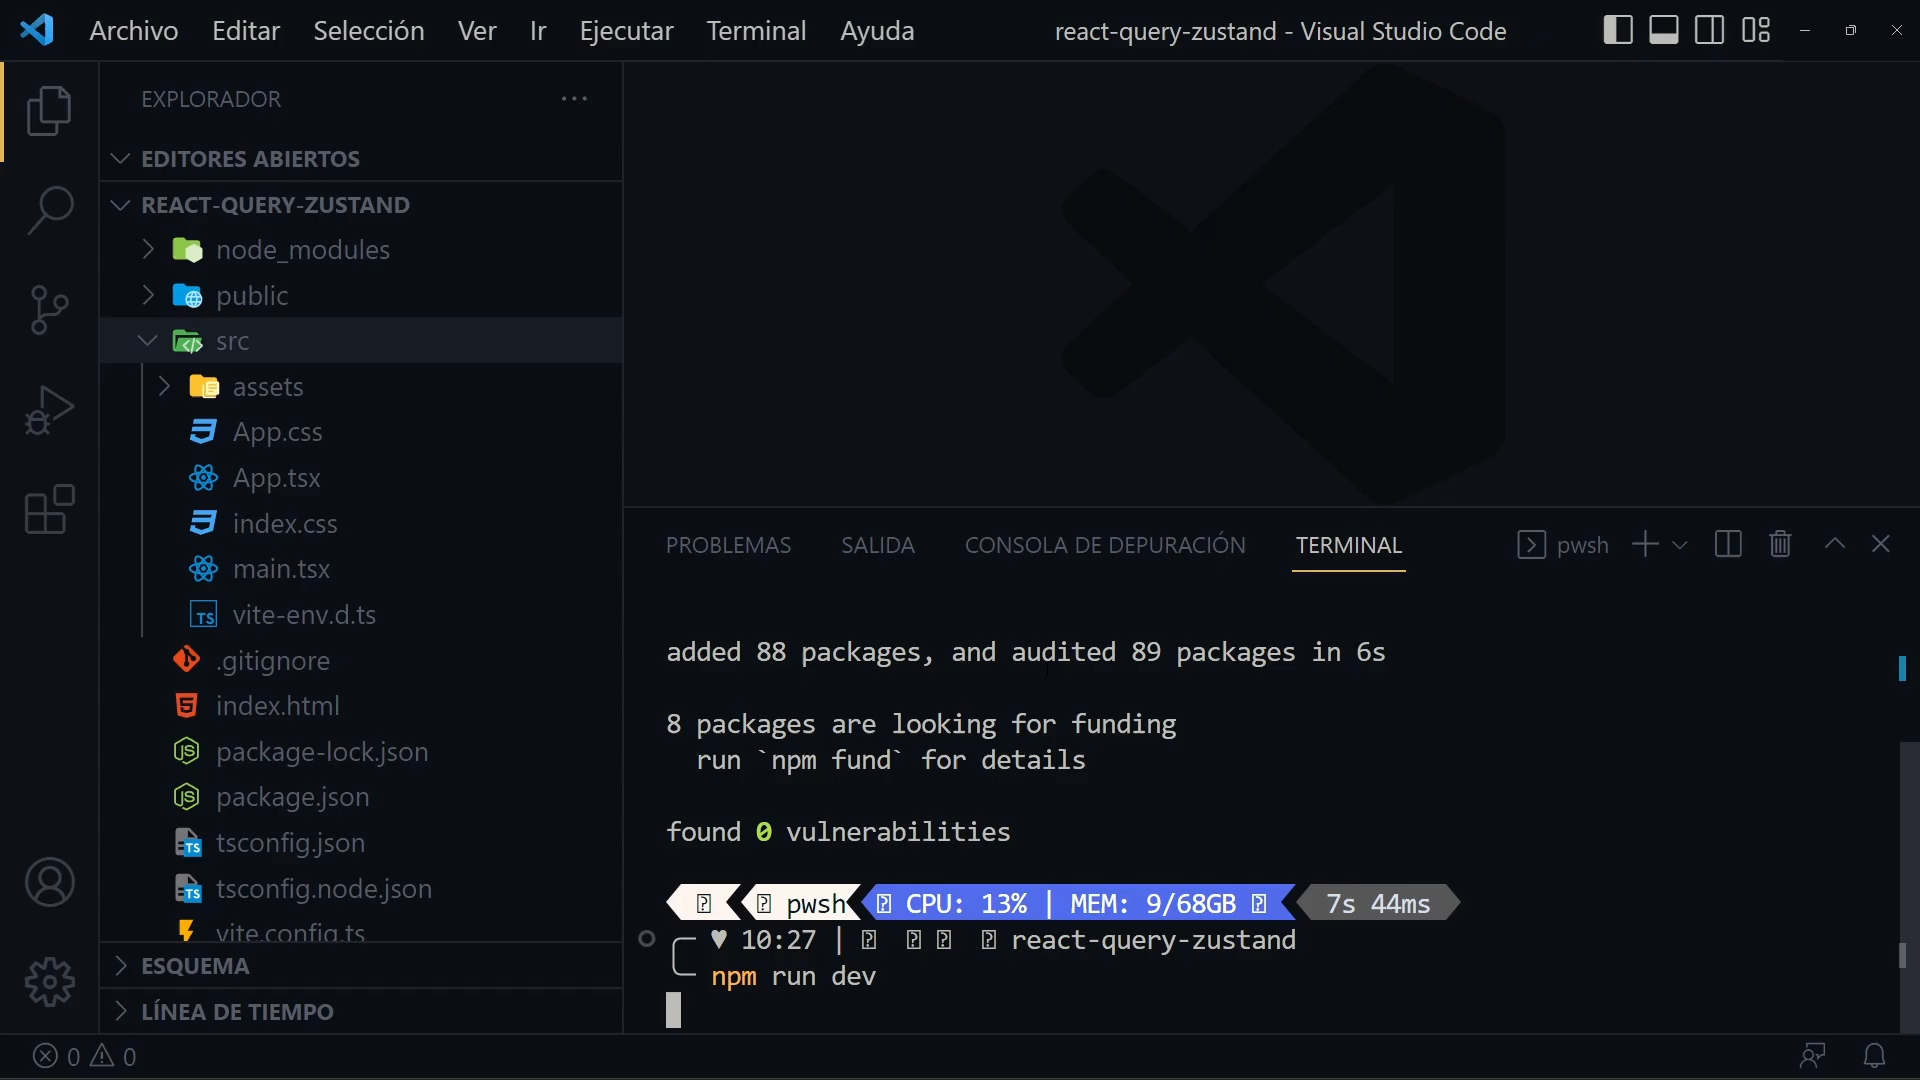 Archivo Editar Selección Ver Ir Ejecutar Terminal Ayuda react-query-zustand - Visual Studio Code
EXPLORADOR
EDITORES ABIERTOS
REACT-QUERY-ZUSTAND
node_modules
public
src
assets
App.css
App.tsx
index.css
main.tsx
TS vite-env.d.ts
.gitignore
index.html
package-lock.json
package.json
tsconfig.json
tsconfig.node.json
vite.config.ts
ESQUEMA
LÍNEA DE TIEMPO
PROBLEMAS SALIDA CONSOLA DE DEPURACIÓN TERMINAL pwsh
added 88 packages, and audited 89 packages in 6s
8 packages are looking for funding
run `npm fund` for details
found 0 vulnerabilities
pwsh CPU: 13% | MEM: 9/68GB 7s 44ms
♥ 10:27 | react-query-zustand
npm run dev
0 0